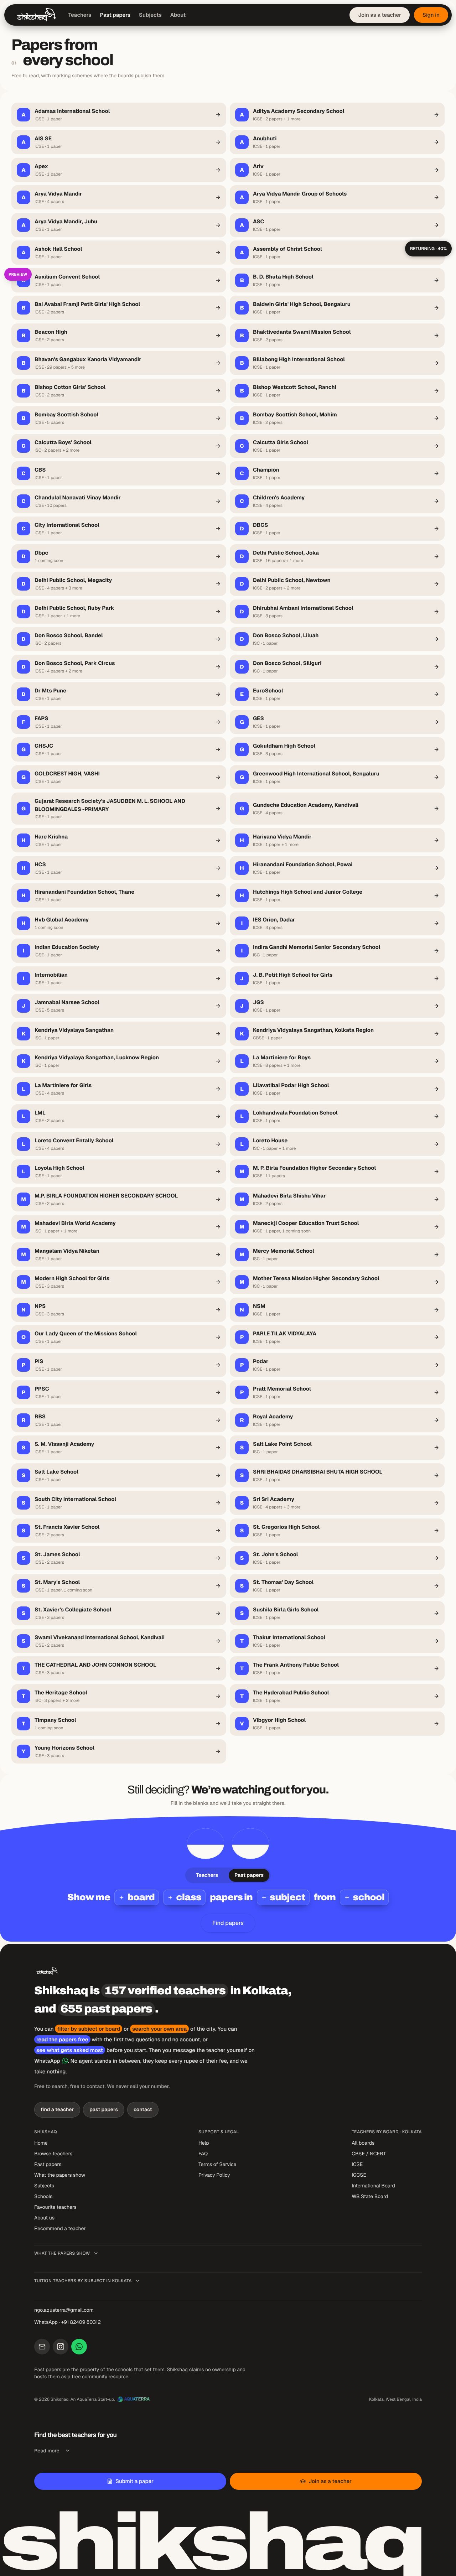 shikshaq
Teachers
Past papers
Subjects
About
Join as a teacher
Sign in
Papers from
every school
Free to read, with marking schemes where the boards publish them.
A
Adamas International School
ICSE · 1 paper
A
Aditya Academy Secondary School
ICSE · 2 papers + 1 more
A
AIS SE
ICSE · 1 paper
A
Anubhuti
ICSE · 1 paper
A
Apex
ICSE · 1 paper
A
Ariv
ICSE · 1 paper
A
Arya Vidya Mandir
ICSE · 4 papers
A
Arya Vidya Mandir Group of Schools
ICSE · 1 paper
A
Arya Vidya Mandir, Juhu
ICSE · 1 paper
A
ASC
ICSE · 1 paper
A
Ashok Hall School
ICSE · 1 paper
A
Assembly of Christ School
ICSE · 1 paper
RETURNING · 40%
PREVIEW
Auxilium Convent School
ICSE · 1 paper
B
B. D. Bhuta High School
ICSE · 1 paper
B
Bai Avabai Framji Petit Girls' High School
ICSE · 2 papers
B
Baldwin Girls' High School, Bengaluru
ICSE · 1 paper
B
Beacon High
ICSE · 2 papers
B
Bhaktivedanta Swami Mission School
ICSE · 2 papers
B
Bhavan's Gangabux Kanoria Vidyamandir
ICSE · 29 papers + 5 more
B
Billabong High International School
ICSE · 1 paper
B
Bishop Cotton Girls' School
ICSE · 2 papers
B
Bishop Westcott School, Ranchi
ICSE · 1 paper
B
Bombay Scottish School
ICSE · 5 papers
B
Bombay Scottish School, Mahim
ICSE · 2 papers
C
Calcutta Boys' School
ISC · 2 papers + 3 more
C
Calcutta Girls School
ICSE · 1 paper
C
CBS
ICSE · 1 paper
C
Champion
ICSE · 1 paper
C
Chandulal Nanavati Vinay Mandir
ICSE · 10 papers
C
Children's Academy
ICSE · 4 papers
C
City International School
ICSE · 1 paper
D
DBCS
ICSE · 1 paper
D
Dbpc
1 coming soon
D
Delhi Public School, Joka
ICSE · 16 papers + 1 more
D
Delhi Public School, Megacity
ICSE · 4 papers + 3 more
D
Delhi Public School, Newtown
ICSE · 2 papers + 2 more
D
Delhi Public School, Ruby Park
ICSE · 1 paper + 1 more
D
Dhirubhai Ambani International School
ICSE · 3 papers
D
Don Bosco School, Bandel
ISC · 2 papers
D
Don Bosco School, Liluah
ISC · 1 paper
D
Don Bosco School, Park Circus
ICSE · 4 papers + 2 more
D
Don Bosco School, Siliguri
ISC · 1 paper
D
Dr Mts Pune
ICSE · 1 paper
E
EuroSchool
ICSE · 1 paper
F
FAPS
ICSE · 1 paper
G
GES
ICSE · 1 paper
G
GHSJC
ICSE · 1 paper
G
Gokuldham High School
ICSE · 3 papers
G
GOLDCREST HIGH, VASHI
ICSE · 1 paper
G
Greenwood High International School, Bengaluru
ICSE · 1 paper
G
Gujarat Research Society's JASUDBEN M. L. SCHOOL AND
BLOOMINGDALES -PRIMARY
ICSE · 1 paper
G
Gundecha Education Academy, Kandivali
ICSE · 4 papers
H
Hare Krishna
ICSE · 1 paper
H
Hariyana Vidya Mandir
ICSE · 1 paper + 1 more
H
HCS
ICSE · 1 paper
H
Hiranandani Foundation School, Powai
ICSE · 1 paper
H
Hiranandani Foundation School, Thane
ICSE · 1 paper
H
Hutchings High School and Junior College
ICSE · 1 paper
H
Hvb Global Academy
1 coming soon
I
IES Orion, Dadar
ICSE · 3 papers
I
Indian Education Society
ICSE · 1 paper
I
Indira Gandhi Memorial Senior Secondary School
ISC · 1 paper
I
Internobilian
ICSE · 1 paper
J
J. B. Petit High School for Girls
ICSE · 1 paper
J
Jamnabai Narsee School
ICSE · 5 papers
J
JGS
ICSE · 1 paper
K
Kendriya Vidyalaya Sangathan
ISC · 1 paper
K
Kendriya Vidyalaya Sangathan, Kolkata Region
CBSE · 1 paper
K
Kendriya Vidyalaya Sangathan, Lucknow Region
ISC · 1 paper
L
La Martiniere for Boys
ICSE · 8 papers + 1 more
L
La Martiniere for Girls
ICSE · 4 papers
L
Lilavatibai Podar High School
ICSE · 1 paper
L
LML
ICSE · 2 papers
L
Lokhandwala Foundation School
ICSE · 1 paper
L
Loreto Convent Entally School
ICSE · 4 papers
L
Loreto House
ISC · 1 paper + 1 more
L
Loyola High School
ICSE · 1 paper
M
M. P. Birla Foundation Higher Secondary School
ICSE · 11 papers
M
M.P. BIRLA FOUNDATION HIGHER SECONDARY SCHOOL
ICSE · 2 papers
M
Mahadevi Birla Shishu Vihar
ICSE · 2 papers
M
Mahadevi Birla World Academy
ISC · 1 paper + 1 more
M
Maneckji Cooper Education Trust School
ICSE · 1 paper, 1 coming soon
M
Mangalam Vidya Niketan
ICSE · 1 paper
M
Mercy Memorial School
ISC · 1 paper
M
Modern High School for Girls
ICSE · 3 papers
M
Mother Teresa Mission Higher Secondary School
ISC · 1 paper
N
NPS
ICSE · 3 papers
N
NSM
ICSE · 1 paper
O
Our Lady Queen of the Missions School
ICSE · 1 paper
P
PARLE TILAK VIDYALAYA
ICSE · 1 paper
P
PIS
ICSE · 1 paper
P
Podar
ICSE · 1 paper
P
PPSC
ICSE · 1 paper
P
Pratt Memorial School
ICSE · 1 paper
R
RBS
ICSE · 1 paper
R
Royal Academy
ICSE · 1 paper
S
S. M. Vissanji Academy
ICSE · 1 paper
S
Salt Lake Point School
ISC · 1 paper
S
Salt Lake School
ICSE · 1 paper
S
SHRI BHAIDAS DHARSIBHAI BHUTA HIGH SCHOOL
ICSE · 1 paper
S
South City International School
ICSE · 1 paper
S
Sri Sri Academy
ICSE · 4 papers + 3 more
S
St. Francis Xavier School
ICSE · 2 papers
S
St. Gregorios High School
ICSE · 1 paper
S
St. James School
ICSE · 2 papers
S
St. John's School
ICSE · 1 paper
S
St. Mary's School
ICSE · 1 paper, 1 coming soon
S
St. Thomas' Day School
ICSE · 1 paper
S
St. Xavier's Collegiate School
ICSE · 3 papers
S
Sushila Birla Girls School
ICSE · 1 paper
S
Swami Vivekanand International School, Kandivali
ICSE · 2 papers
T
Thakur International School
ICSE · 1 paper
T
THE CATHEDRAL AND JOHN CONNON SCHOOL
ICSE · 3 papers
T
The Frank Anthony Public School
ICSE · 1 paper
T
The Heritage School
ISC · 3 papers + 2 more
T
The Hyderabad Public School
ICSE · 1 paper
T
Timpany School
1 coming soon
V
Vibgyor High School
ICSE · 1 paper
Y
Young Horizons School
ICSE · 3 papers
Still deciding? We're watching out for you.
Fill in the blanks and we'll take you straight there.
Teachers
Past papers
Show me + board + class papers in + subject from + school
Find papers
shikshaq
Shikshaq is 157 verified teachers in Kolkata,
and 655 past papers .
You can filter by subject or board or search your own area of the city. You can
read the papers free with the first two questions and no account, or
see what gets asked most before you start. Then you message the teacher yourself on
WhatsApp . No agent stands in between, they keep every rupee of their fee, and we
take nothing.
Free to search, free to contact. We never sell your number.
find a teacher
past papers
contact
SHIKSHAQ
Home
Browse teachers
Past papers
What the papers show
Subjects
Schools
Favourite teachers
About us
Recommend a teacher
SUPPORT & LEGAL
Help
FAQ
Terms of Service
Privacy Policy
TEACHERS BY BOARD · KOLKATA
All boards
CBSE / NCERT
ICSE
IGCSE
International Board
WB State Board
WHAT THE PAPERS SHOW
TUITION TEACHERS BY SUBJECT IN KOLKATA
ngo.aquaterra@gmail.com
WhatsApp · +91 82409 80312
Past papers are the property of the schools that set them. Shikshaq claims no ownership and
hosts them as a free community resource.
© 2026 Shikshaq. An AquaTerra Start-up.
AQUATERRA
Kolkata, West Bengal, India
Find the best teachers for you
Read more
Submit a paper
Join as a teacher
shikshaq